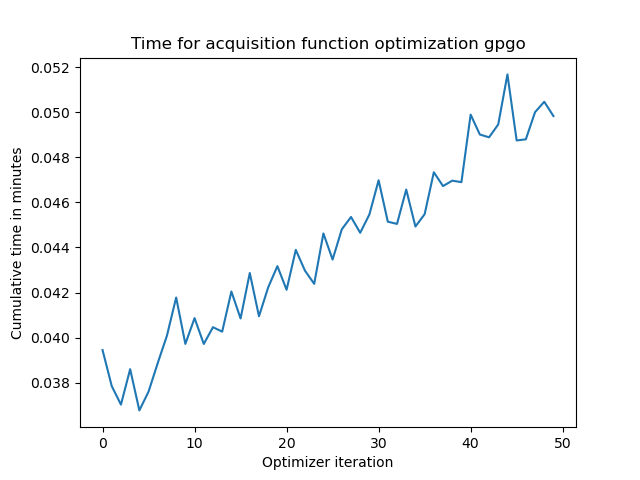 Time for acquisition function optimization gpgo
0.052
0.050
0.048
0.046
0.044
0.042
0.040
0.038
Cumulative time in minutes
0 10 20 30 40 50
Optimizer iteration